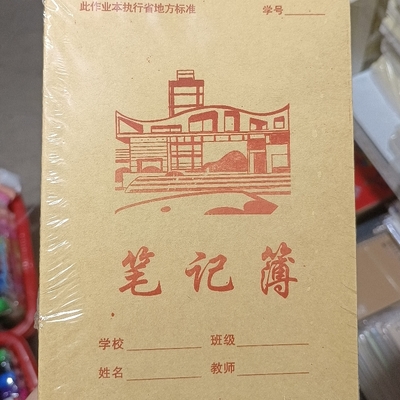 此作业本执行省地方标准 学号
笔记簿
学校 班级
姓名 教师